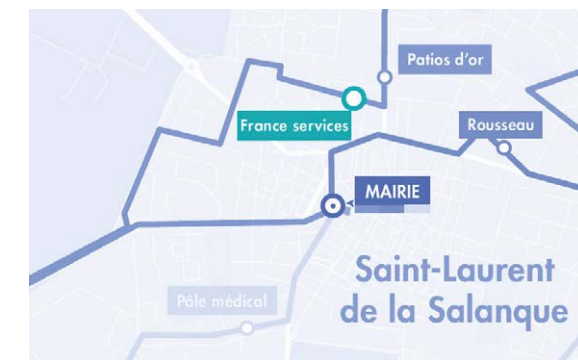 Patios d'or
France services
Rousseau
MAIRIE
Saint-Laurent
de la Salanque
Pôle médical